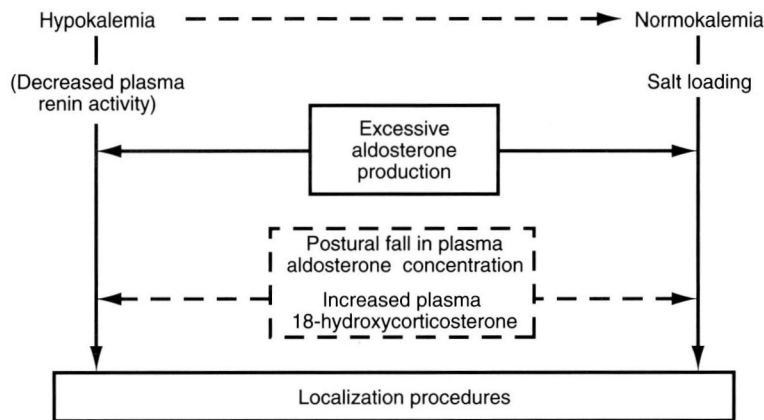 Hypokalemia
Normokalemia
(Decreased plasma
renin activity)
Salt loading
Excessive
aldosterone
production
Postural fall in plasma
aldosterone concentration
Increased plasma
18-hydroxycorticosterone
Localization procedures